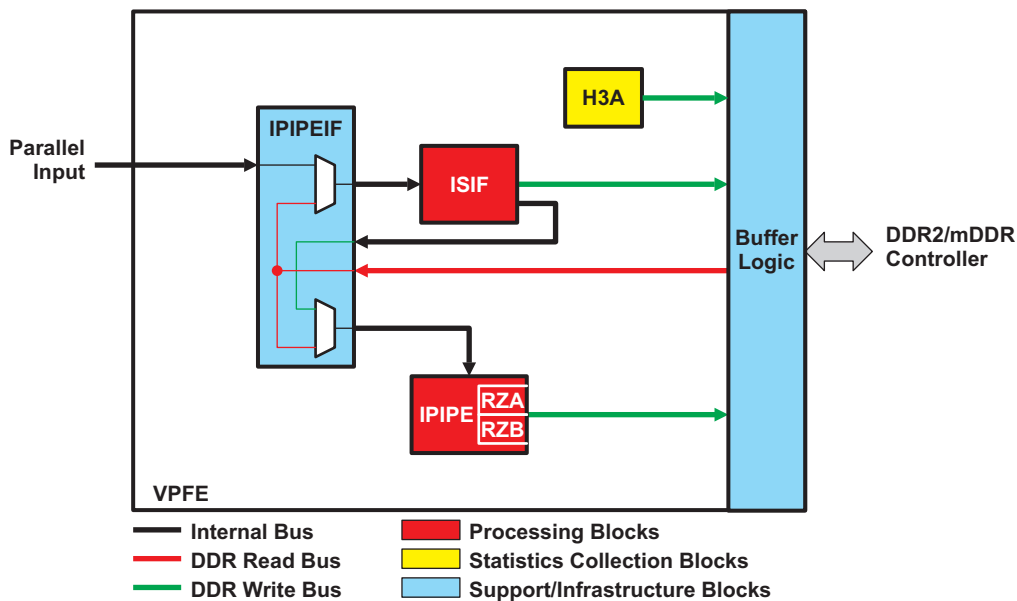 H3A
IPIPEIF
Parallel
Input
ISIF
Buffer
Logic
DDR2/mDDR
Controller
IPIPE
RZA
RZB
VPFE
Internal Bus
DDR Read Bus
DDR Write Bus
Processing Blocks
Statistics Collection Blocks
Support/Infrastructure Blocks